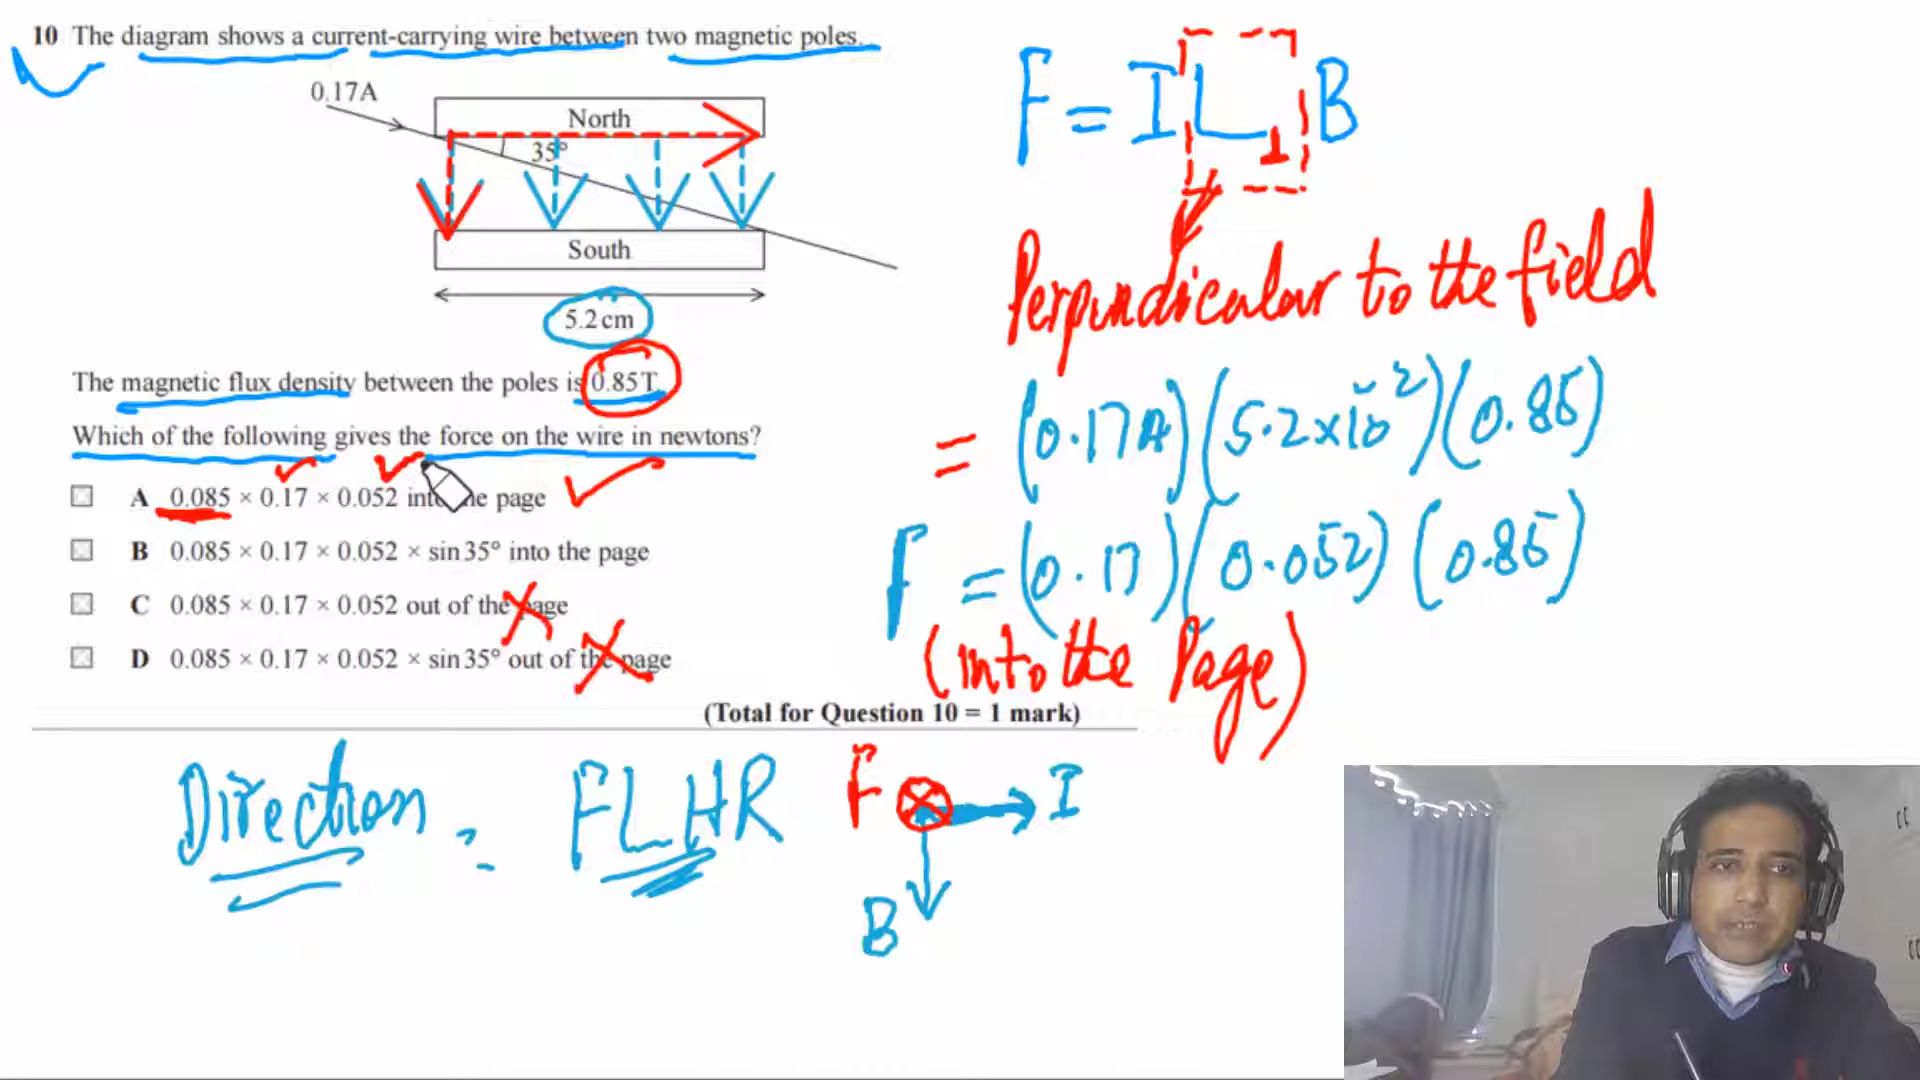 10 The diagram shows a current-carrying wire between two magnetic poles.
0.17A
North
35°
South
5.2 cm
The magnetic flux density between the poles is 0.85T
Which of the following gives the force on the wire in newtons?
A 0.085 × 0.17 × 0.052 into the page
B 0.085 × 0.17 × 0.052 × sin 35° into the page
C 0.085 × 0.17 × 0.052 out of the page
D 0.085 × 0.17 × 0.052 × sin 35° out of the page
(Total for Question 10 = 1 mark)
F = I L⊥ B
Perpendicular to the field
= (0.17A) (5.2×10⁻²) (0.85)
F = (0.17) (0.052) (0.85)
(into the Page)
Direction : FLHR
F
I
B